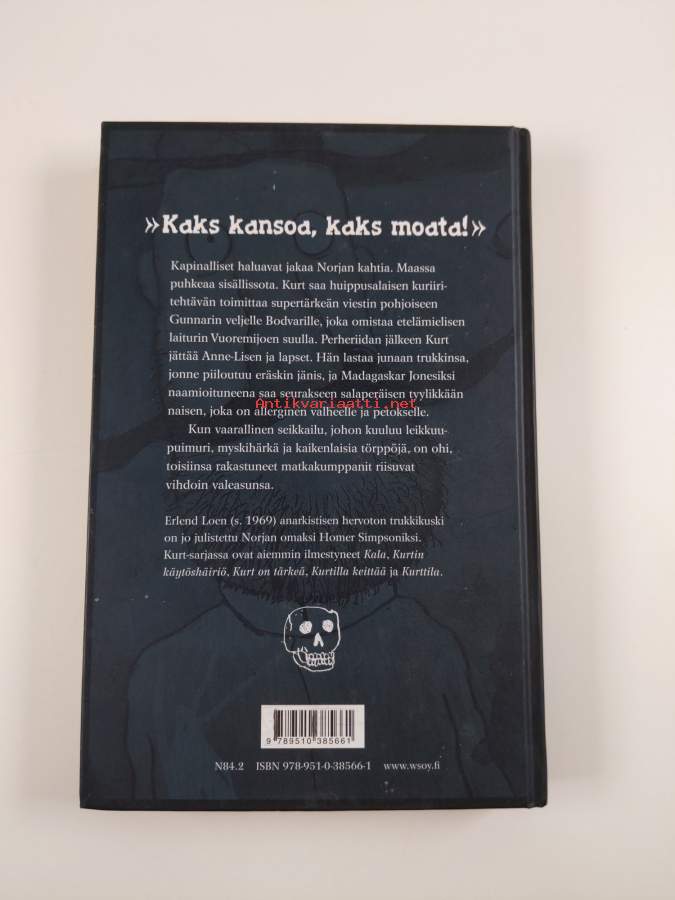 »Kaks kansoa, kaks moata!»
Kapinalliset haluavat jakaa Norjan kahtia. Maassa
puhkeaa sisällissota. Kurt saa huippusalaisen kuriiri-
tehtävän toimittaa supertärkeän viestin pohjoiseen
Gunnarin veljelle Bodvarille, joka omistaa etelämielisen
laiturin Vuoremijoen suulla. Perheriidan jälkeen Kurt
jättää Anne-Lisen ja lapset. Hän lastaa junaan trukkinsa,
jonne piiloutuu eräskin jänis, ja Madagaskar Jonesiksi
naamioituneena saa seurakseen salaperäisen tyylikkään
Antikvariaatti.net
naisen, joka on allerginen valheelle ja petokselle.
Kun vaarallinen seikkailu, johon kuuluu leikkuu-
puimuri, myskihärkä ja kaikenlaisia törppöjä, on ohi,
toisiinsa rakastuneet matkakumppanit riisuvat
vihdoin valeasunsa.
Erlend Loen (s. 1969) anarkistisen hervoton trukkikuski
on jo julistettu Norjan omaksi Homer Simpsoniksi.
Kurt-sarjassa ovat aiemmin ilmestyneet Kala, Kurtin
käytöshäiriö, Kurt on tärkeä, Kurtilla keittää ja Kurttila.
9 789510 385661
N84.2 ISBN 978-951-0-38566-1 www.wsoy.fi